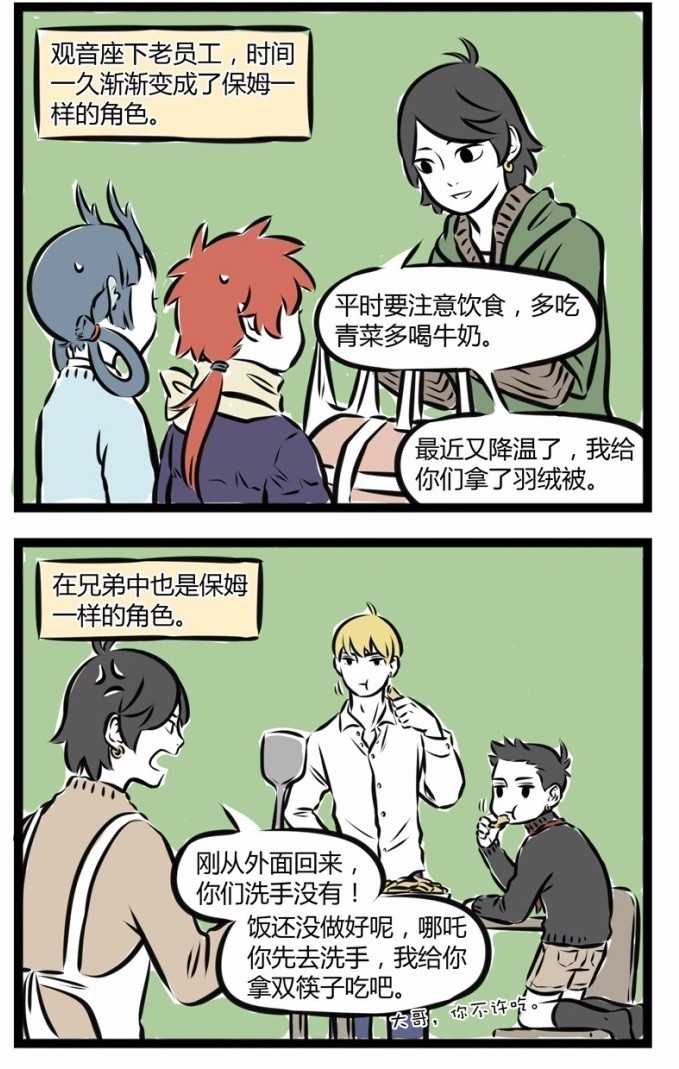 观音座下老员工，时间
一久渐渐变成了保姆一
样的角色。
平时要注意饮食，多吃
青菜多喝牛奶。
最近又降温了，我给
你们拿了羽绒被。
在兄弟中也是保姆
一样的角色。
刚从外面回来，
你们洗手没有！
饭还没做好呢，哪吒
你先去洗手，我给你
拿双筷子吃吧。
大哥，你不许吃。